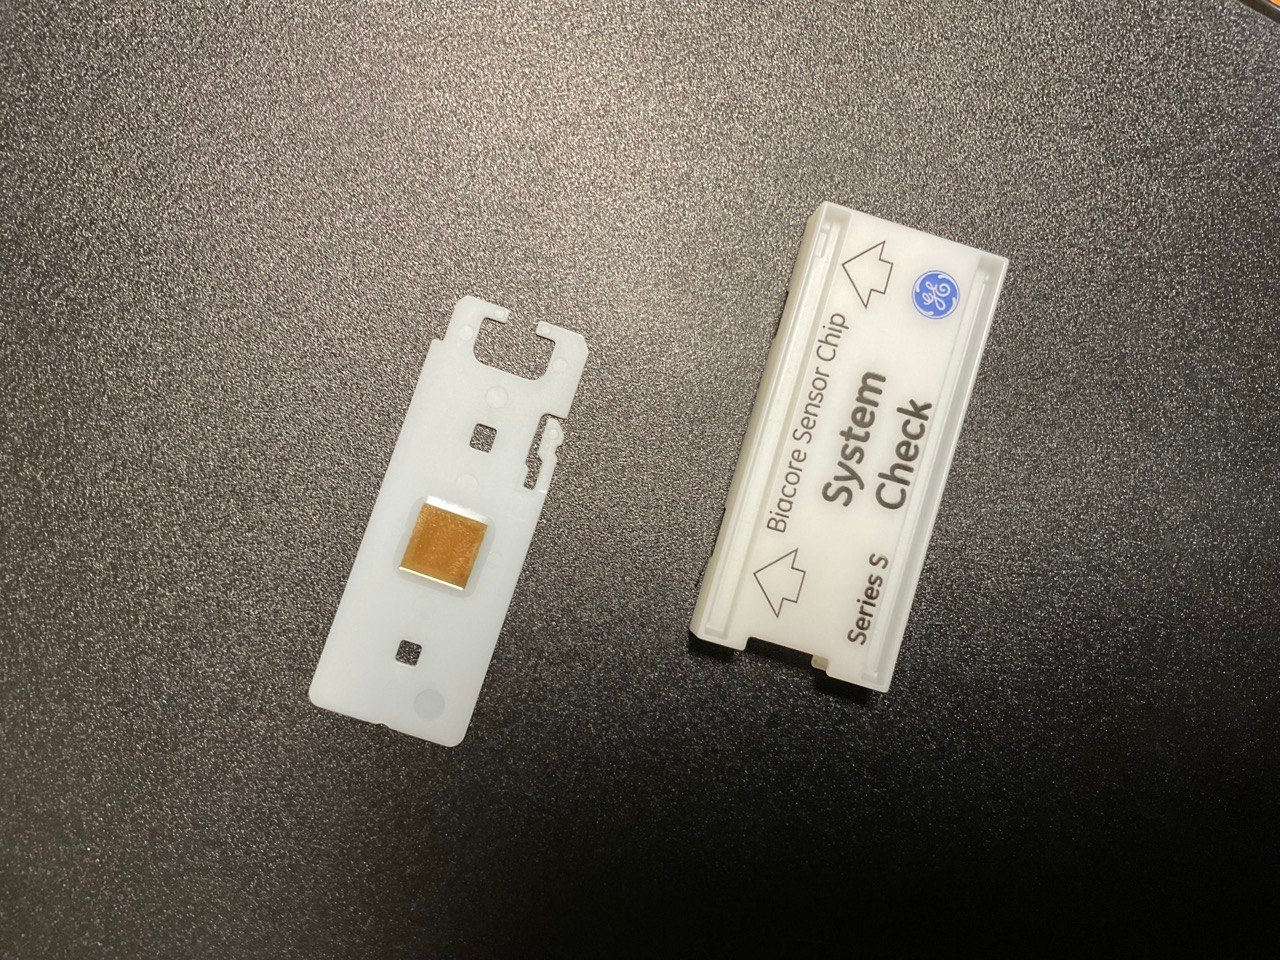 Biacore Sensor Chip
System
Check
Series S
GE